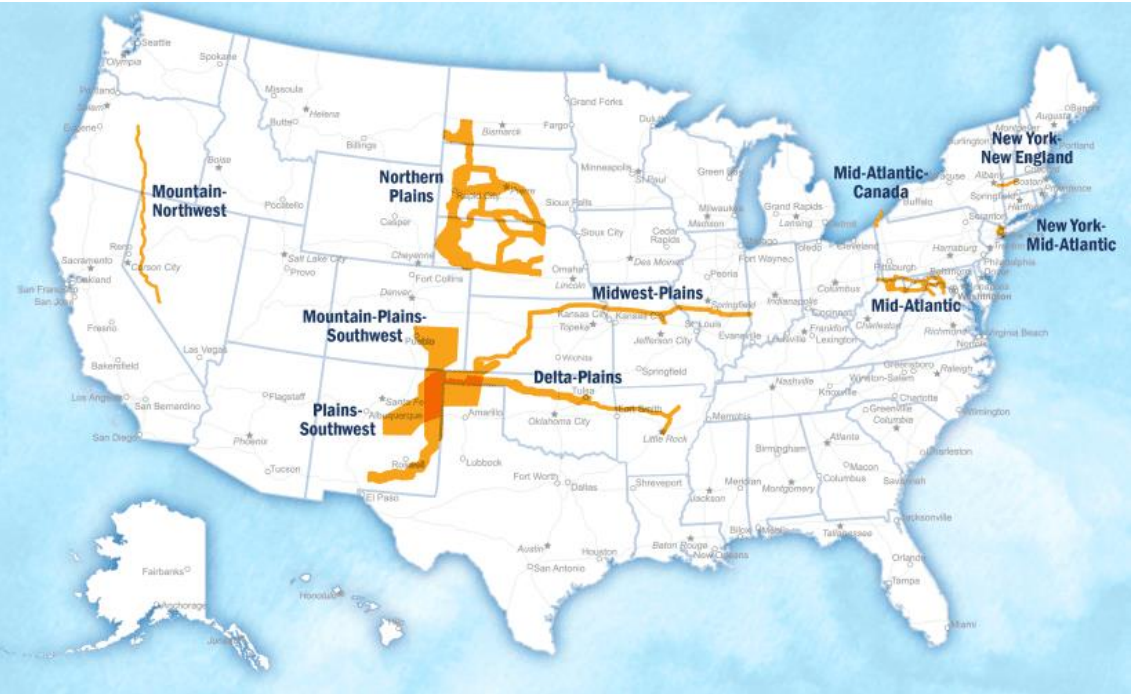 Seattle
Olympia
Spokane
Portland
Salem
Eugene
Missoula
Helena
Butte
Billings
Boise
Pocatello
Casper
Grand Forks
Bismarck
Fargo
Minneapolis
St Paul
Sioux Falls
Rapid City
Pierre
Mountain-
Northwest
Northern
Plains
Green Bay
Milwaukee
Madison
Grand Rapids
Lansing
Mid-Atlantic-
Canada
New York-
New England
Augusta
Portland
Albany
Boston
Springfield
Providence
Hartford
Buffalo
Scranton
New York-
Mid-Atlantic
Reno
Carson City
Sacramento
Oakland
San Francisco
San Jose
Salt Lake City
Provo
Cheyenne
Fort Collins
Denver
Sioux City
Cedar
Rapids
Des Moines
Omaha
Lincoln
Chicago
Fort Wayne
Toledo
Cleveland
Peoria
Harrisburg
Philadelphia
Pittsburgh
Baltimore
Washington
Columbus
Indianapolis
Springfield
Midwest-Plains
Mid-Atlantic
Mountain-Plains-
Southwest
Pueblo
Kansas City
Kansas City
Topeka
Jefferson City
St. Louis
Evansville
Louisville
Frankfort
Lexington
Cincinnati
Charleston
Richmond
Virginia Beach
Norfolk
Fresno
Bakersfield
Las Vegas
Wichita
Springfield
Delta-Plains
Tulsa
Nashville
Knoxville
Greensboro
Winston-Salem
Raleigh
Charlotte
Greenville
Columbia
Wilmington
Charleston
Los Angeles
San Bernardino
San Diego
Flagstaff
Phoenix
Tucson
Santa Fe
Albuquerque
Plains-
Southwest
Amarillo
Oklahoma City
Fort Smith
Little Rock
Memphis
Roswell
Lubbock
El Paso
Fort Worth
Dallas
Shreveport
Jackson
Meridian
Birmingham
Montgomery
Atlanta
Macon
Columbus
Savannah
Jacksonville
Tallahassee
Biloxi
Mobile
Baton Rouge
New Orleans
Austin
Houston
San Antonio
Orlando
Tampa
Miami
Fairbanks
Anchorage
Juneau
Honolulu